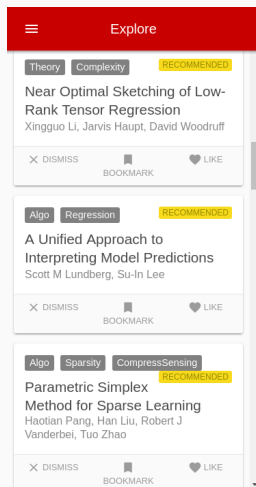 Explore
Theory Complexity RECOMMENDED
Near Optimal Sketching of Low-
Rank Tensor Regression
Xingguo Li, Jarvis Haupt, David Woodruff
DISMISS BOOKMARK LIKE
Algo Regression RECOMMENDED
A Unified Approach to
Interpreting Model Predictions
Scott M Lundberg, Su-In Lee
DISMISS BOOKMARK LIKE
Algo Sparsity CompressSensing
RECOMMENDED
Parametric Simplex
Method for Sparse Learning
Haotian Pang, Han Liu, Robert J
Vanderbei, Tuo Zhao
DISMISS BOOKMARK LIKE